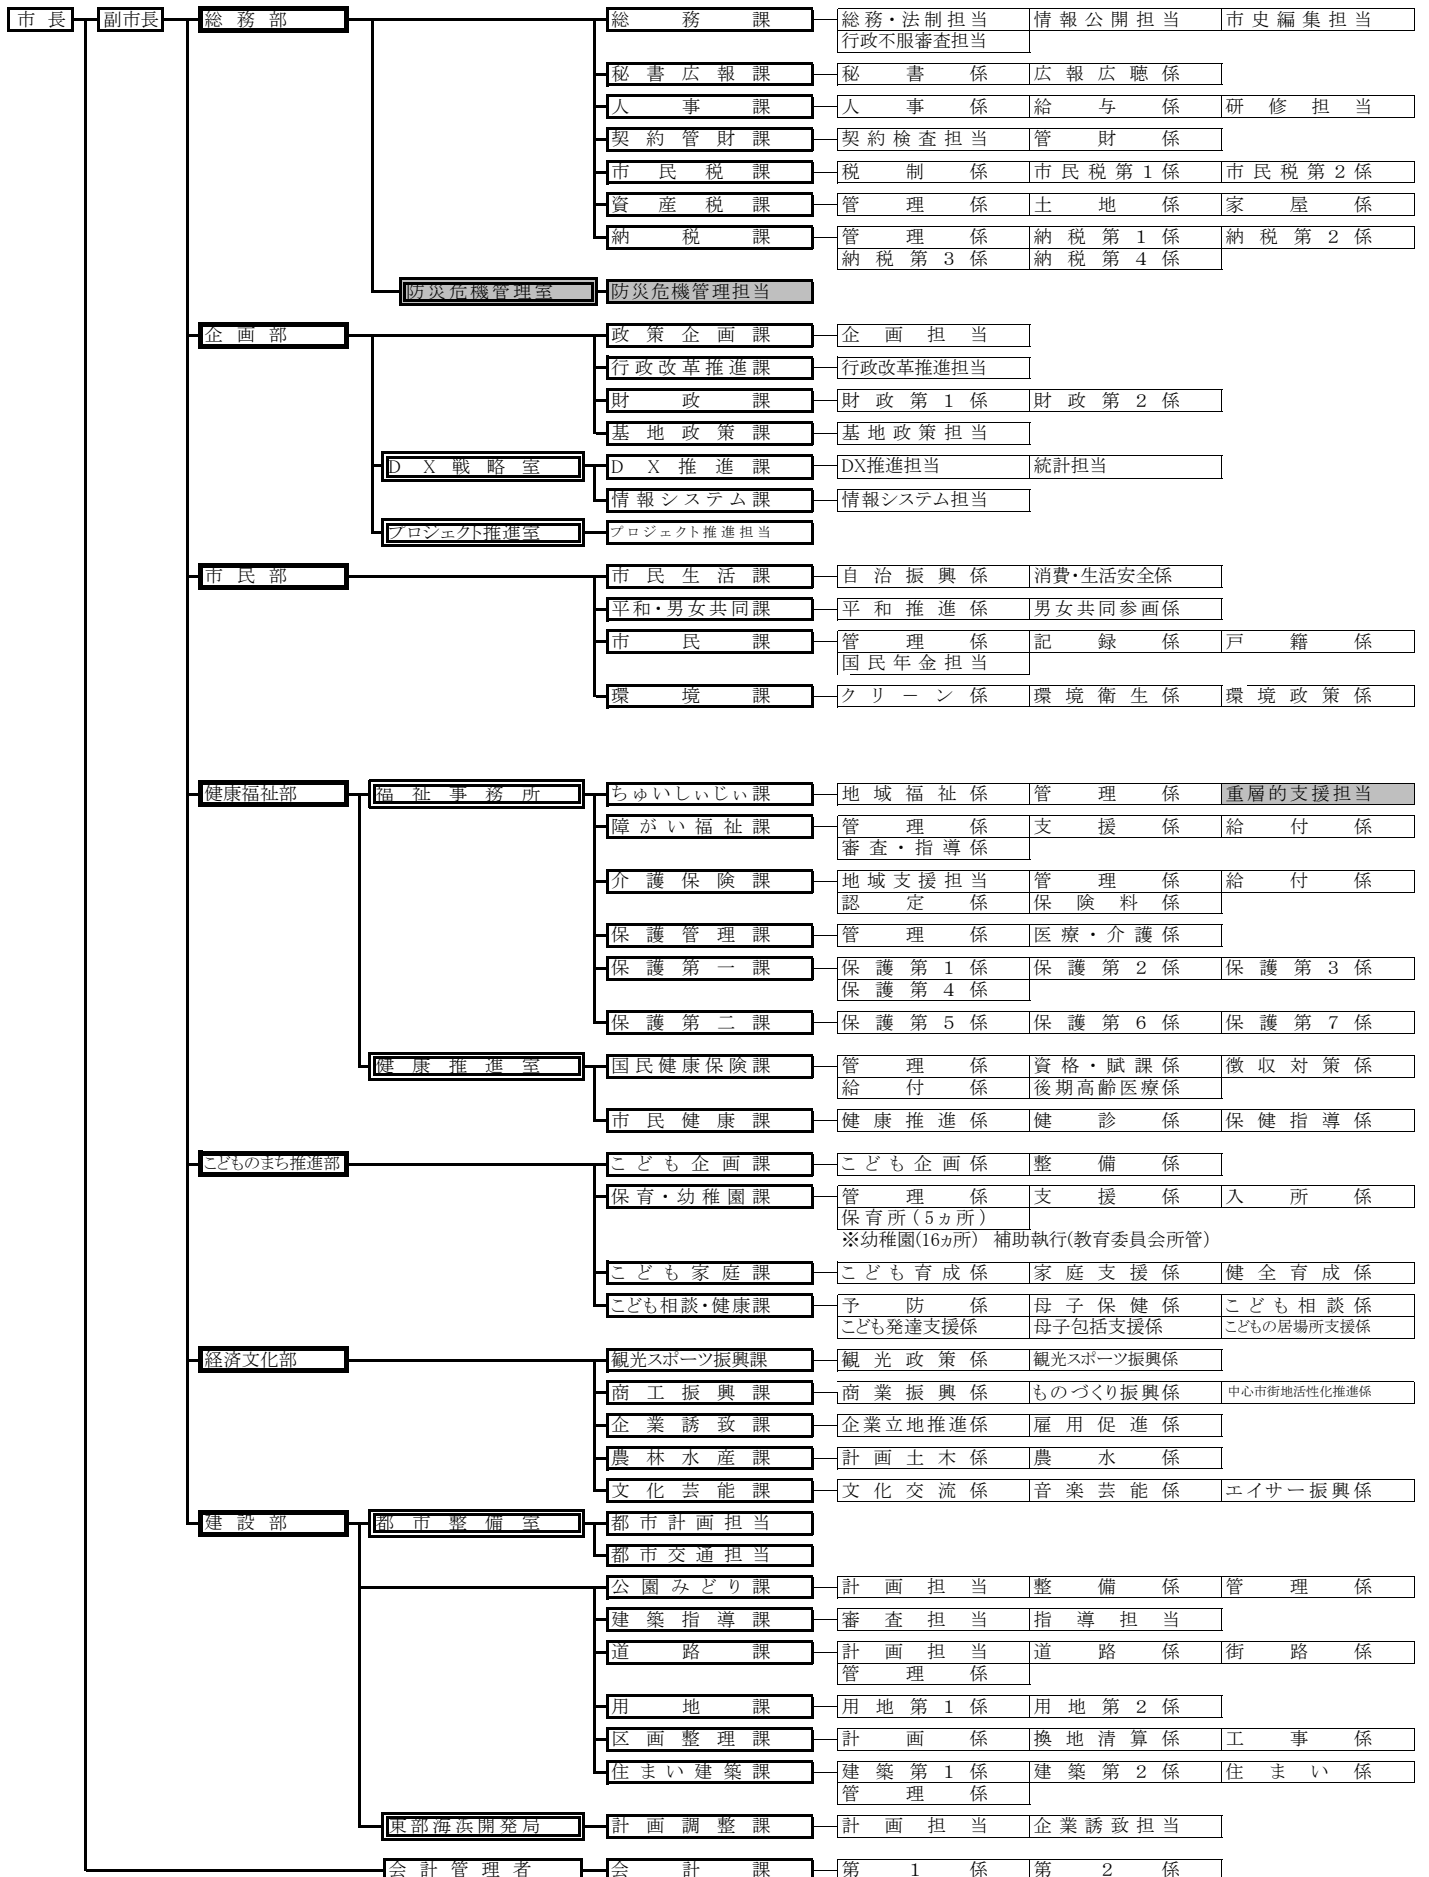 市長 副市長 総務部 総務課 総務・法制担当 情報公開担当 市史編集担当
行政不服審査担当
秘書広報課 秘書係 広報広聴係
人事課 人事係 給与係 研修担当
契約管財課 契約検査担当 管財係
市民税課 税制係 市民税第1係 市民税第2係
資産税課 管理係 土地係 家屋係
納税課 管理係 納税第1係 納税第2係
納税第3係 納税第4係
防災危機管理室 防災危機管理担当
企画部 政策企画課 企画担当
行政改革推進課 行政改革推進担当
財政課 財政第1係 財政第2係
基地政策課 基地政策担当
DX戦略室 DX推進課 DX推進担当 統計担当
情報システム課 情報システム担当
プロジェクト推進室 プロジェクト推進担当
市民部 市民生活課 自治振興係 消費・生活安全係
平和・男女共同課 平和推進係 男女共同参画係
市民課 管理係 記録係 戸籍係
国民年金担当
環境課 クリーン係 環境衛生係 環境政策係
健康福祉部 福祉事務所 ちゅいしぃじぃ課 地域福祉係 管理係 重層的支援担当
障がい福祉課 管理係 支援係 給付係
審査・指導係
介護保険課 地域支援担当 管理係 給付係
認定係 保険料係
保護管理課 管理係 医療・介護係
保護第一課 保護第1係 保護第2係 保護第3係
保護第4係
保護第二課 保護第5係 保護第6係 保護第7係
健康推進室 国民健康保険課 管理係 資格・賦課係 徴収対策係
給付係 後期高齢医療係
市民健康課 健康推進係 健診係 保健指導係
こどものまち推進部 こども企画課 こども企画係 整備係
保育・幼稚園課 管理係 支援係 入所係
保育所(5ヵ所)
※幼稚園(16ヵ所) 補助執行(教育委員会所管)
こども家庭課 こども育成係 家庭支援係 健全育成係
こども相談・健康課 予防係 母子保健係 こども相談係
こども発達支援係 母子包括支援係 こどもの居場所支援係
経済文化部 観光スポーツ振興課 観光政策係 観光スポーツ振興係
商工振興課 商業振興係 ものづくり振興係 中心市街地活性化推進係
企業誘致課 企業立地推進係 雇用促進係
農林水産課 計画土木係 農水係
文化芸能課 文化交流係 音楽芸能係 エイサー振興係
建設部 都市整備室 都市計画担当
都市交通担当
公園みどり課 計画担当 整備係 管理係
建築指導課 審査担当 指導担当
道路課 計画担当 道路係 街路係
管理係
用地課 用地第1係 用地第2係
区画整理課 計画係 換地清算係 工事係
住まい建築課 建築第1係 建築第2係 住まい係
管理係
東部海浜開発局 計画調整課 計画担当 企業誘致担当
会計管理者 会計課 第1係 第2係